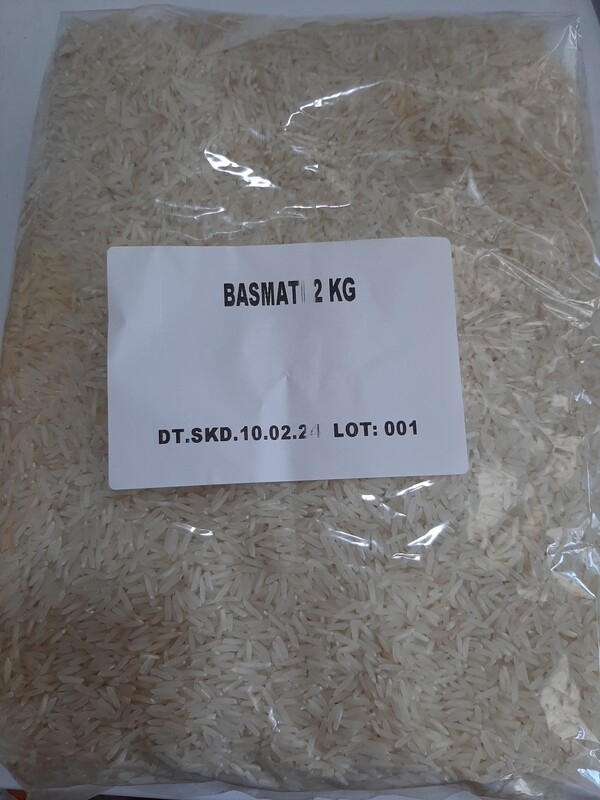 BASMATI 2 KG
DT.SKD.10.02.24 LOT: 001